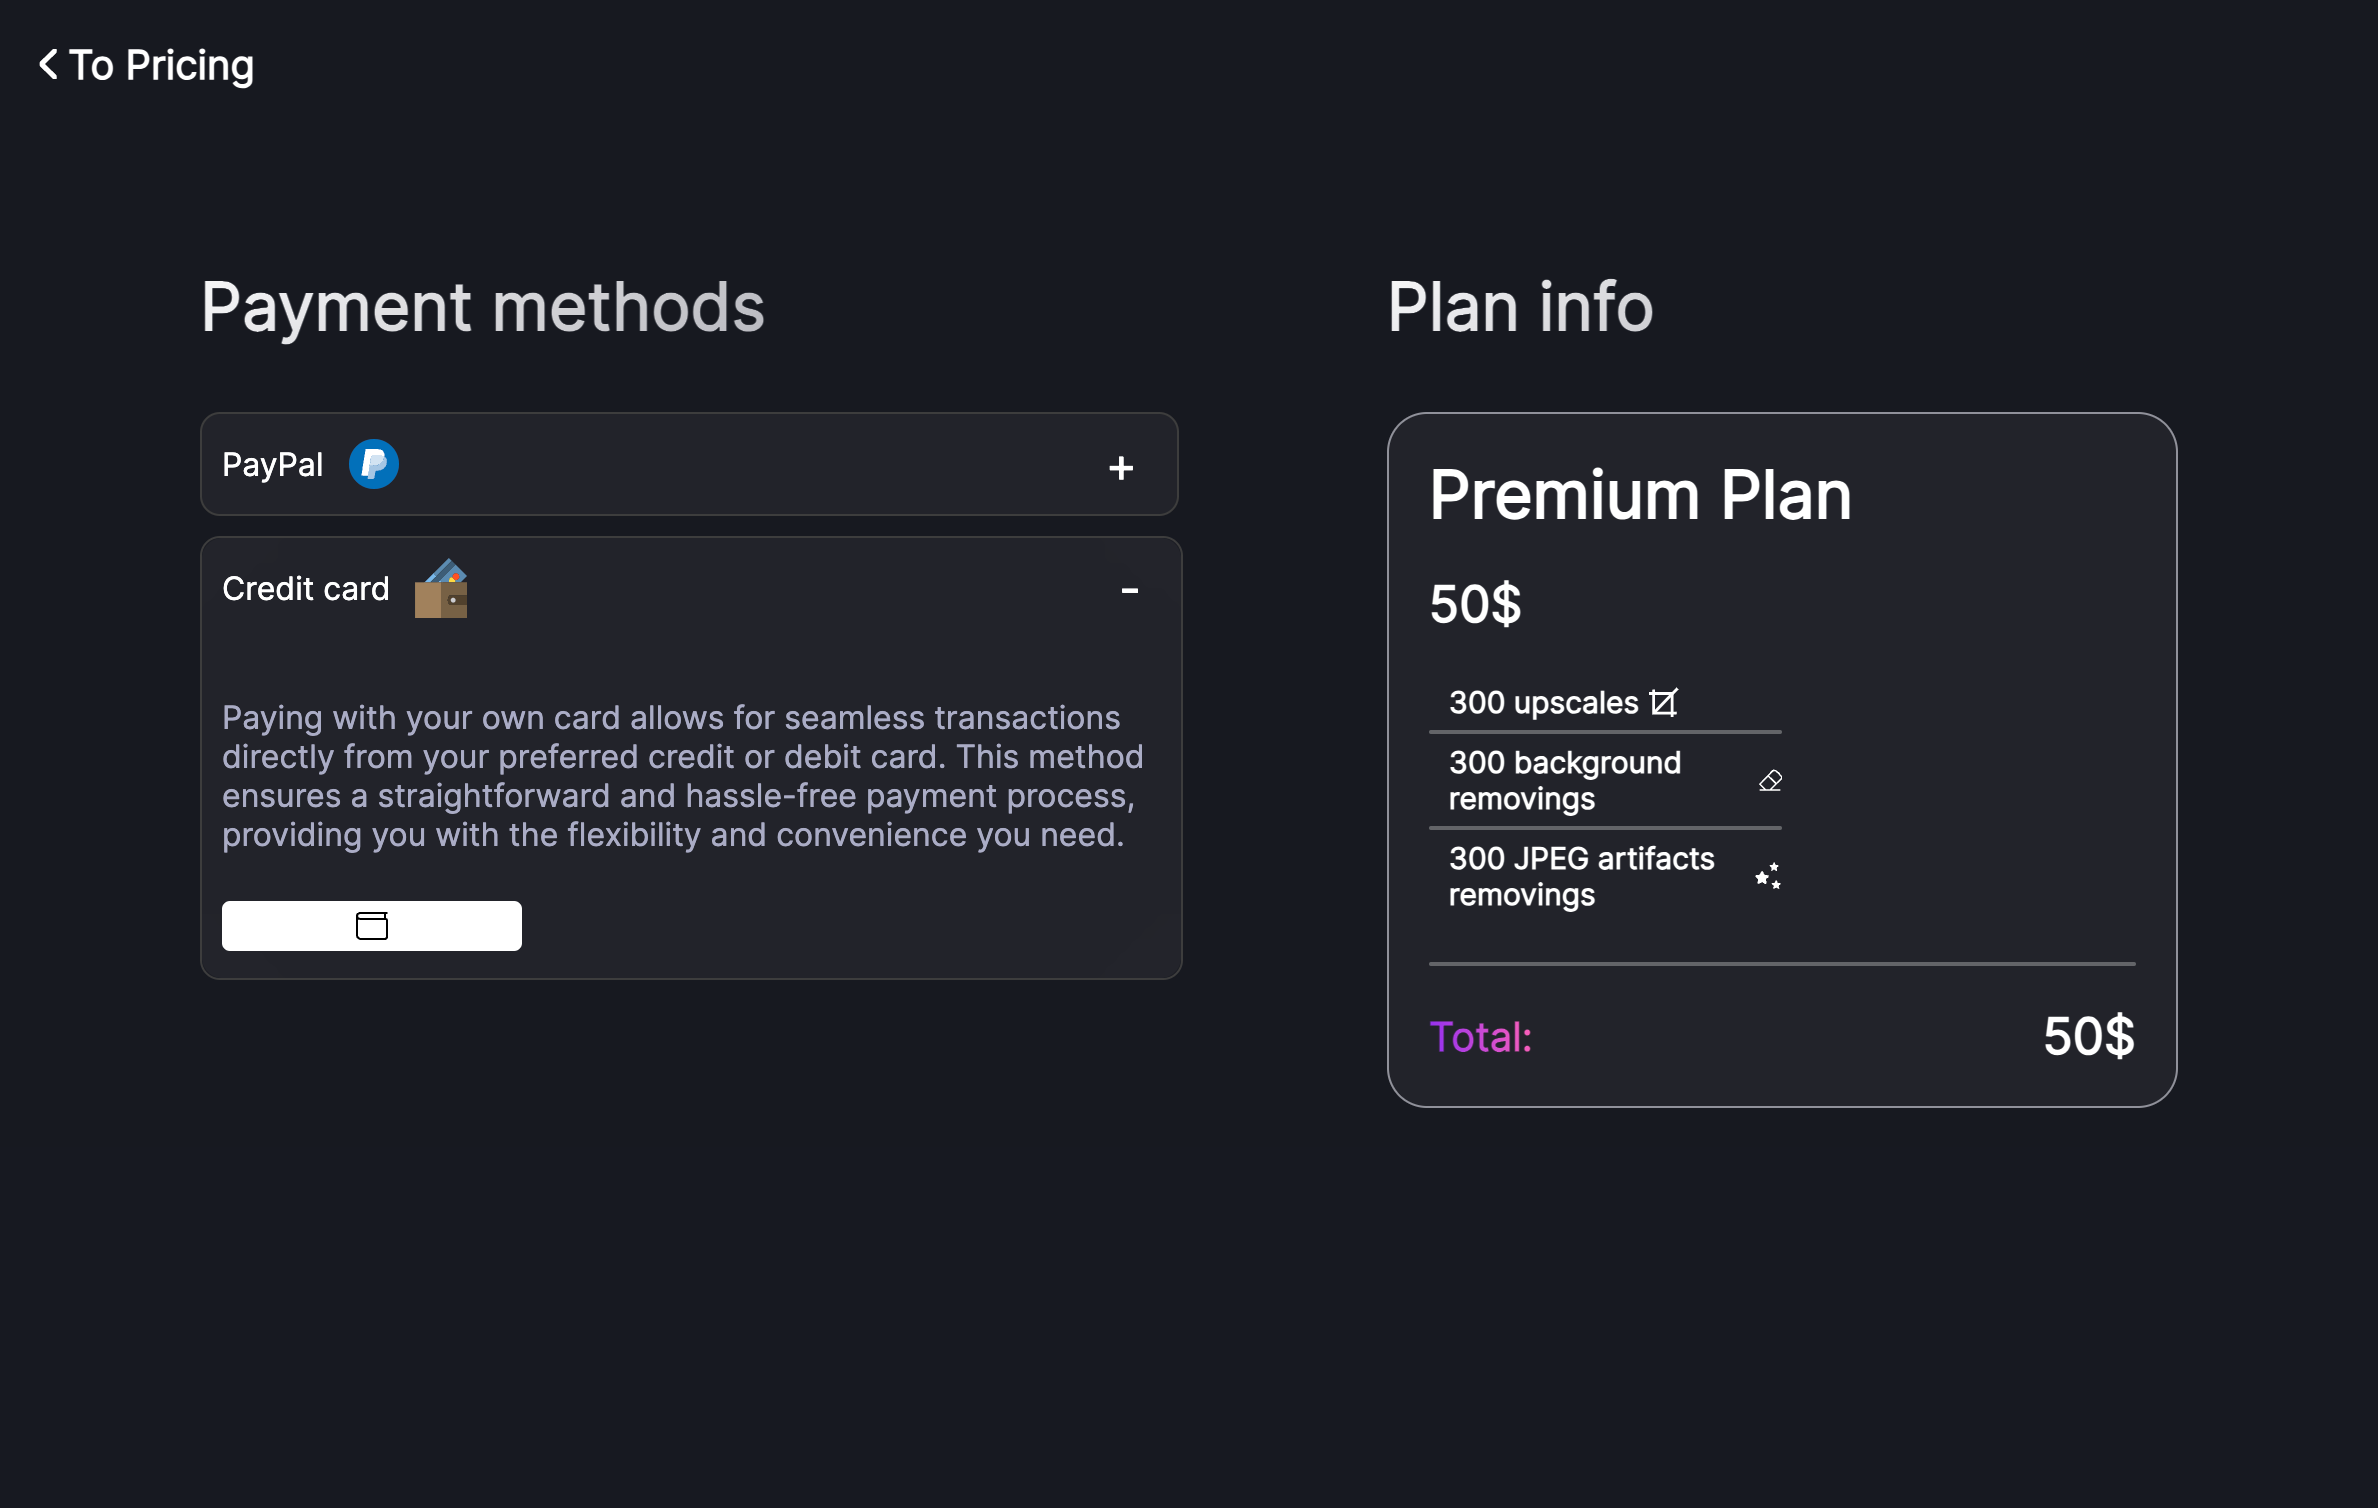 To Pricing
Payment methods
PayPal
+
Credit card
-
Paying with your own card allows for seamless transactions
directly from your preferred credit or debit card. This method
ensures a straightforward and hassle-free payment process,
providing you with the flexibility and convenience you need.
Plan info
Premium Plan
50$
300 upscales
300 background
removings
300 JPEG artifacts
removings
Total: 50$